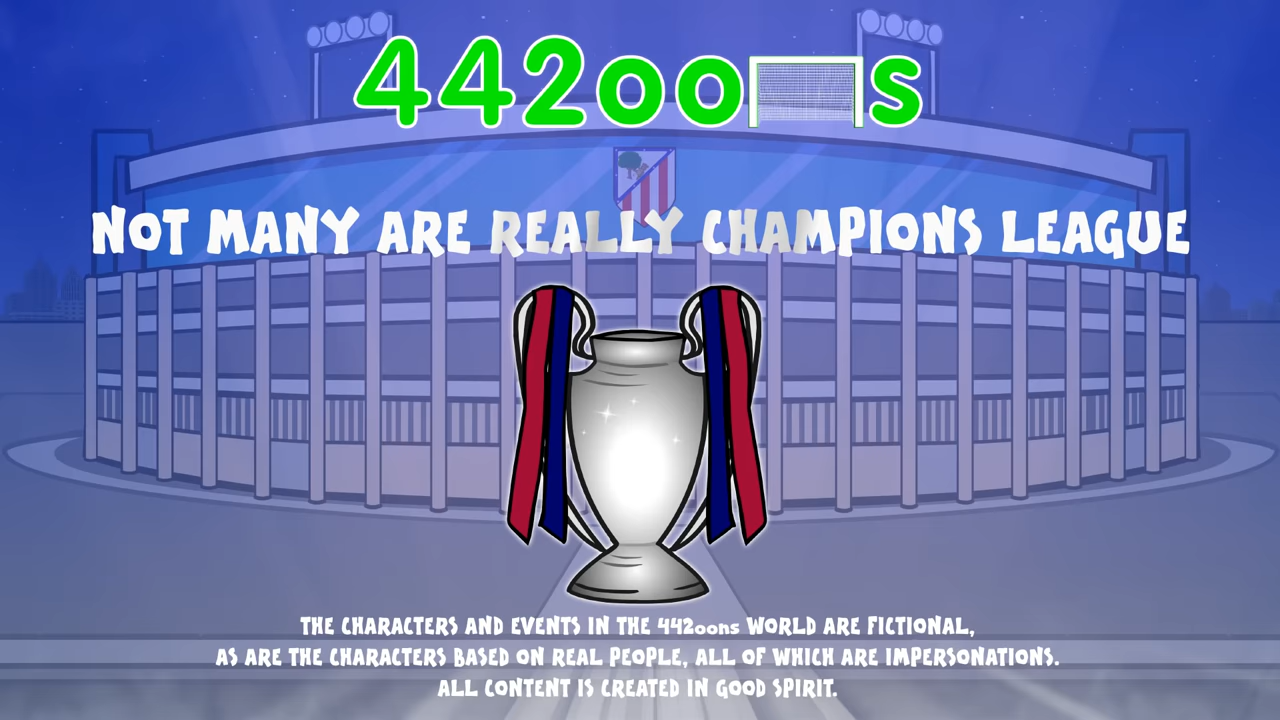 442oons
NOT MANY ARE REALLY CHAMPIONS LEAGUE
THE CHARACTERS AND EVENTS IN THE 442oons WORLD ARE FICTIONAL,
AS ARE THE CHARACTERS BASED ON REAL PEOPLE, ALL OF WHICH ARE IMPERSONATIONS.
ALL CONTENT IS CREATED IN GOOD SPIRIT.